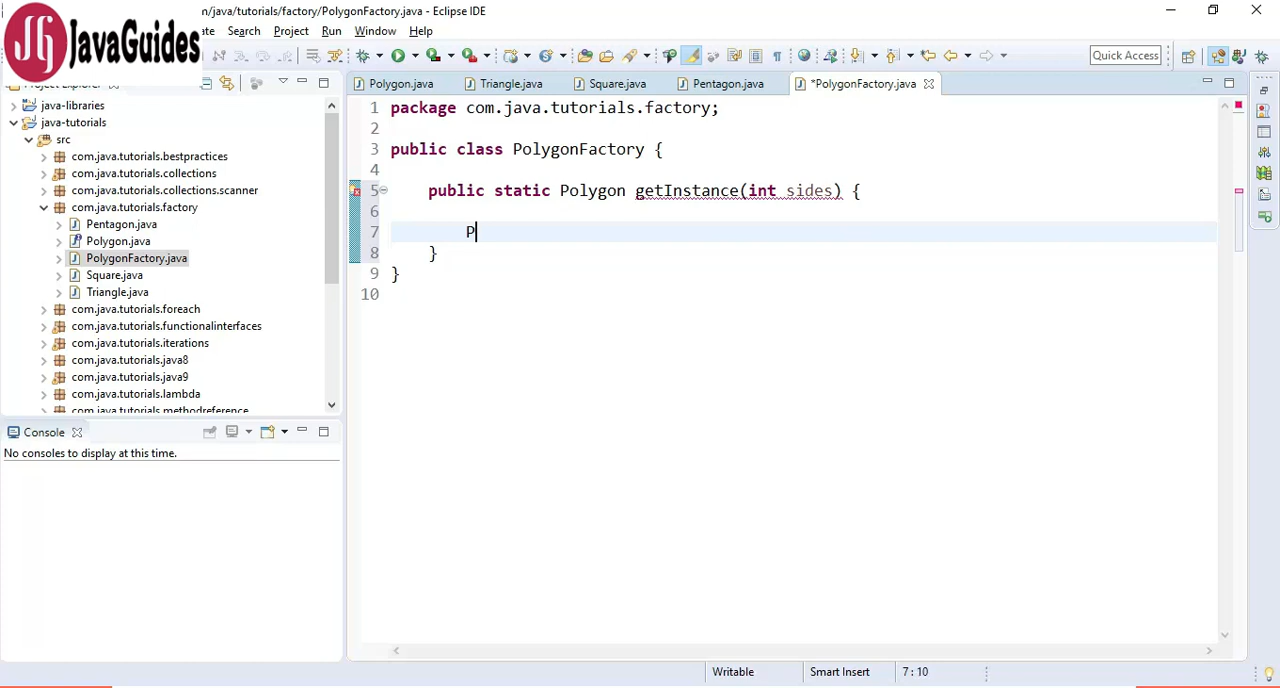 JG JavaGuides
n/java/tutorials/factory/PolygonFactory.java - Eclipse IDE
ate Search Project Run Window Help
Quick Access
Polygon.java Triangle.java Square.java Pentagon.java *PolygonFactory.java
java-libraries
java-tutorials
src
com.java.tutorials.bestpractices
com.java.tutorials.collections
com.java.tutorials.collections.scanner
com.java.tutorials.factory
Pentagon.java
Polygon.java
PolygonFactory.java
Square.java
Triangle.java
com.java.tutorials.foreach
com.java.tutorials.functionalinterfaces
com.java.tutorials.iterations
com.java.tutorials.java8
com.java.tutorials.java9
com.java.tutorials.lambda
com.java.tutorials.methodreference
Console
No consoles to display at this time.
1 package com.java.tutorials.factory;
2
3 public class PolygonFactory {
4
5 public static Polygon getInstance(int sides) {
6
7 P
8 }
9 }
10
Writable Smart Insert 7 : 10